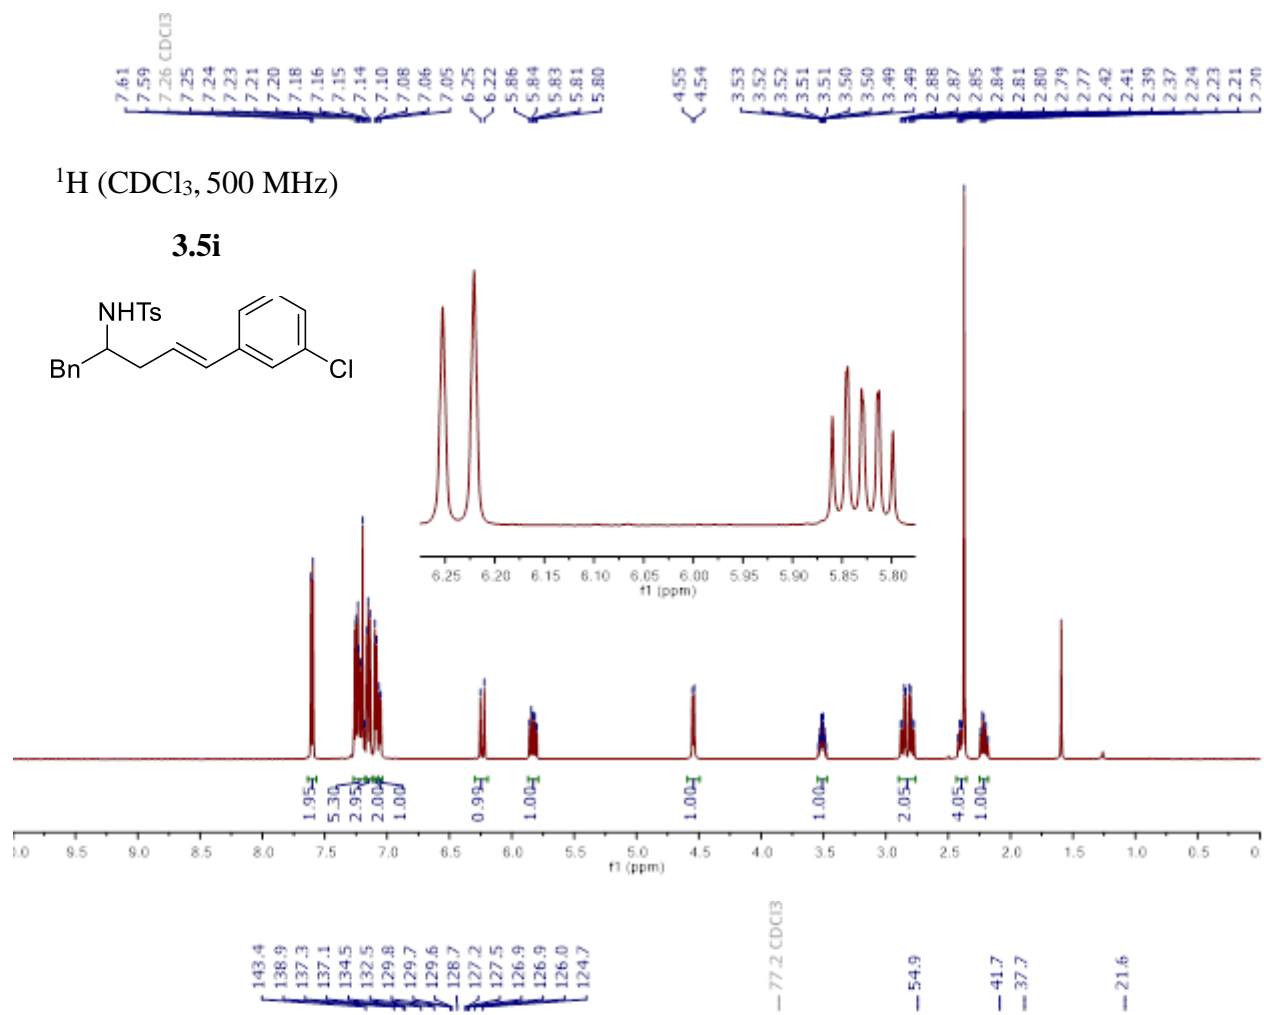 7.61 7.59 7.26 CDCl3 7.25 7.24 7.23 7.21 7.20 7.18 7.16 7.15 7.14 7.10 7.08 7.06 7.05 6.25 6.22 5.86 5.84 5.83 5.81 5.80 4.55 4.54 3.53 3.52 3.52 3.51 3.51 3.50 3.50 3.49 3.49 2.88 2.87 2.85 2.84 2.81 2.80 2.79 2.77 2.42 2.41 2.39 2.37 2.24 2.23 2.21 2.20
¹H (CDCl₃, 500 MHz)
3.5i
NHTs
Bn
Cl
6.25 6.20 6.15 6.10 6.05 6.00 5.95 5.90 5.85 5.80
f1 (ppm)
1.95 5.30 2.95 2.00 1.00 0.99 1.00 1.00 1.00 2.05 4.05 1.00
0.0 9.5 9.0 8.5 8.0 7.5 7.0 6.5 6.0 5.5 5.0 4.5 4.0 3.5 3.0 2.5 2.0 1.5 1.0 0.5 0
f1 (ppm)
143.4 138.9 137.3 137.1 134.5 132.5 129.8 129.7 129.6 128.7 127.2 127.5 126.9 126.9 126.0 124.7 77.2 CDCl3 54.9 41.7 37.7 21.6